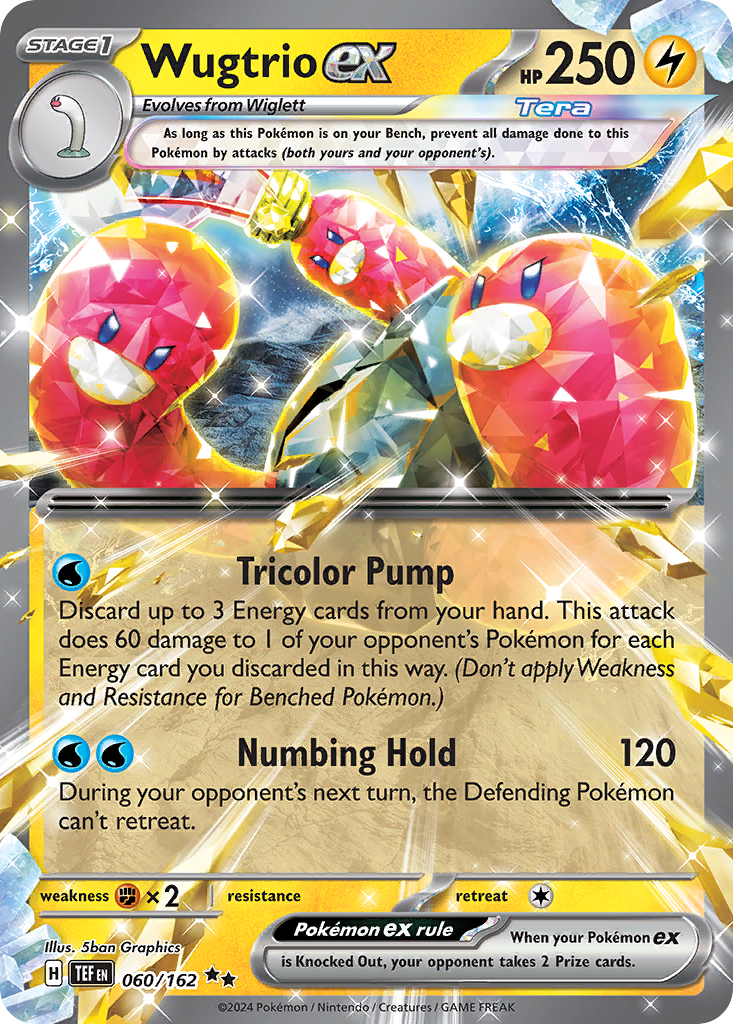 STAGE1
Wugtrio ex
HP 250
Evolves from Wiglett
Tera
As long as this Pokémon is on your Bench, prevent all damage done to this
Pokémon by attacks (both yours and your opponent's).
Tricolor Pump
Discard up to 3 Energy cards from your hand. This attack
does 60 damage to 1 of your opponent's Pokémon for each
Energy card you discarded in this way. (Don't apply Weakness
and Resistance for Benched Pokémon.)
Numbing Hold 120
During your opponent's next turn, the Defending Pokémon
can't retreat.
weakness ×2 resistance retreat
Pokémon ex rule
When your Pokémon ex
is Knocked Out, your opponent takes 2 Prize cards.
Illus. 5ban Graphics
H TEF EN 060/162
©2024 Pokémon / Nintendo / Creatures / GAME FREAK